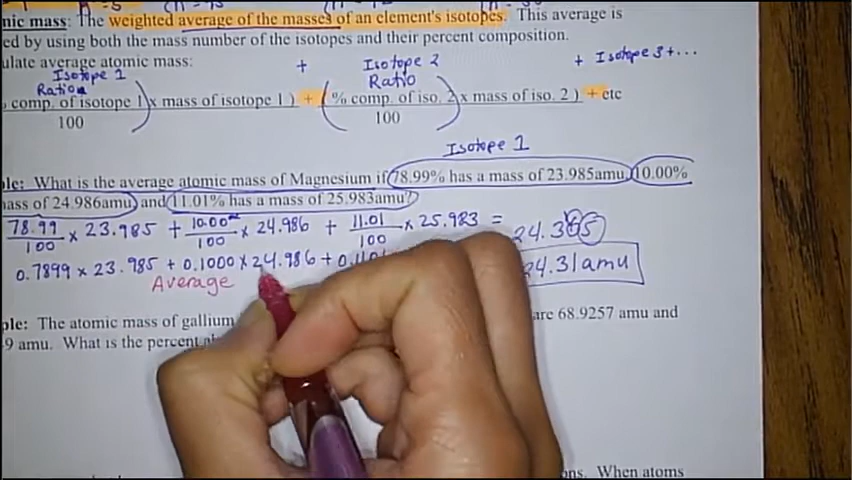 nic mass: The weighted average of the masses of an element's isotopes. This average is
ed by using both the mass number of the isotopes and their percent composition.
ulate average atomic mass:
Isotope 1 + Isotope 2 + Isotope 3 + ...
Ratio Ratio
% comp. of isotope 1 x mass of isotope 1 ) + ( % comp. of iso. 2 x mass of iso. 2 ) + etc
100 100
Isotope 1
ple: What is the average atomic mass of Magnesium if 78.99% has a mass of 23.985amu, 10.00%
mass of 24.986amu) and 11.01% has a mass of 25.983amu?
78.99/100 x 23.985 + 10.00/100 x 24.986 + 11.01/100 x 25.983 =
0.7899 x 23.985 + 0.1000 x 24.986 + 0.1101
24.31amu
Average
ple: The atomic mass of gallium are 68.9257 amu and
9 amu. What is the percent
ons. When atoms